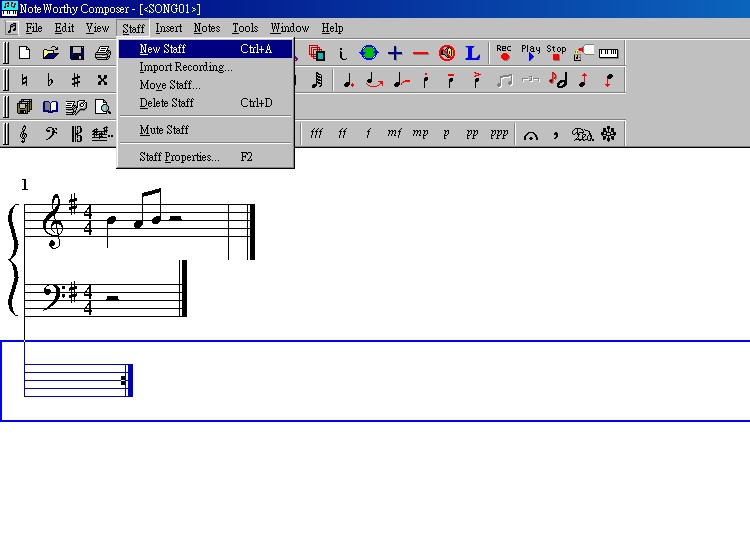 NoteWorthy Composer - [<SONG01>]
File Edit View Staff Insert Notes Tools Window Help
New Staff Ctrl+A
Import Recording...
Move Staff...
Delete Staff Ctrl+D
Mute Staff
Staff Properties... F2
Rec Play Stop
L
fff ff f mf mp p pp ppp
1
4
4
4
4